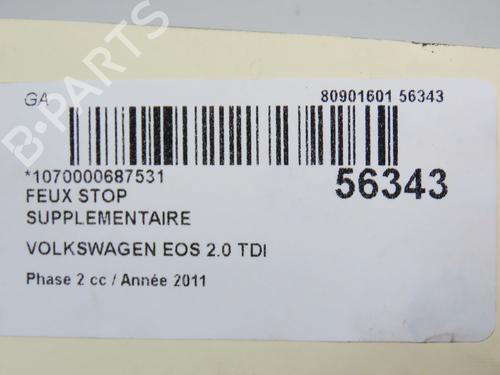 GA
80901601 56343
*1070000687531
56343
FEUX STOP
SUPPLEMENTAIRE
VOLKSWAGEN EOS 2.0 TDI
Phase 2 cc / Année 2011
B-PARTS